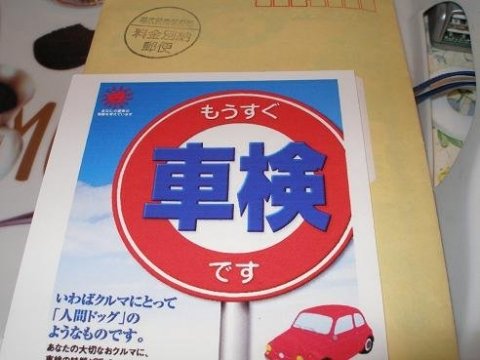 料金別納
郵便
もうすぐ
車検
です
いわばクルマにとって
「人間ドッグ」の
ようなものです。
あなたの大切なおクルマに、